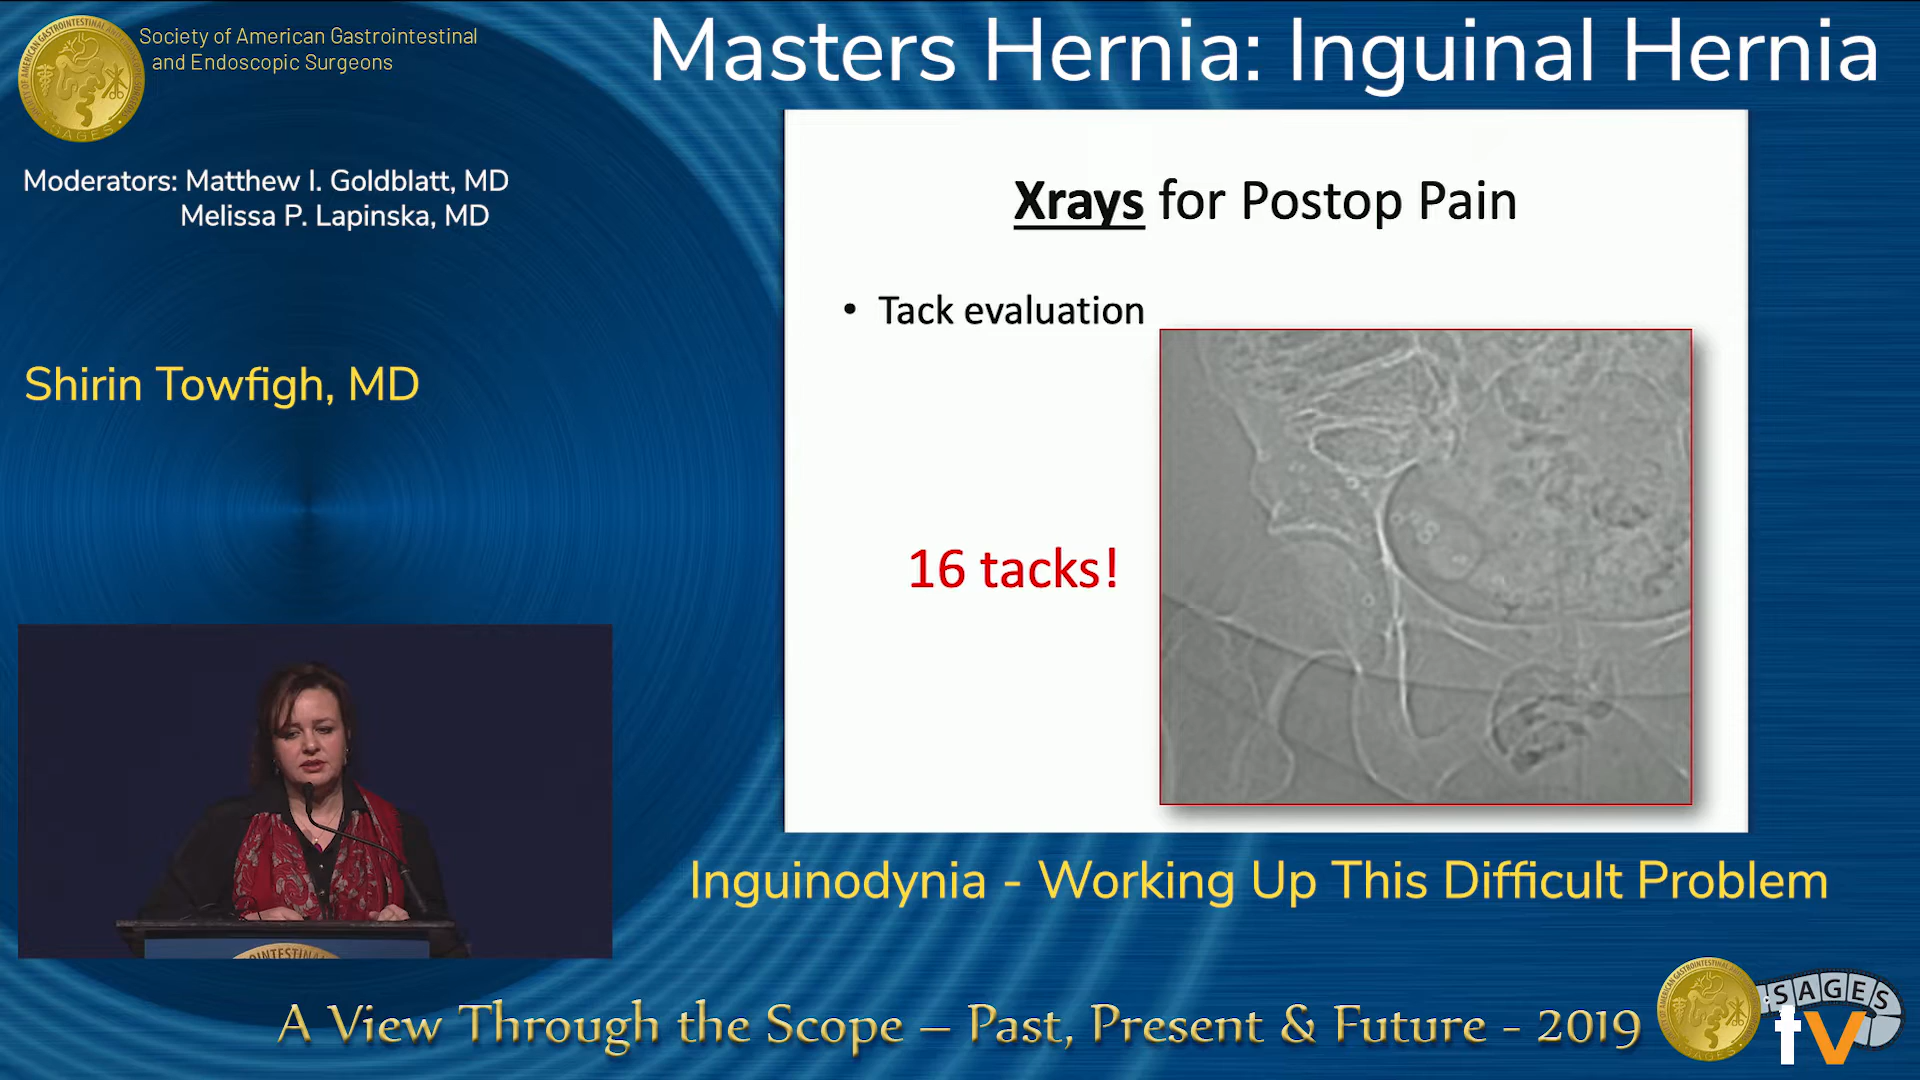 Society of American Gastrointestinal
and Endoscopic Surgeons
Masters Hernia: Inguinal Hernia
Moderators: Matthew I. Goldblatt, MD
Melissa P. Lapinska, MD
Shirin Towfigh, MD
Xrays for Postop Pain
• Tack evaluation
16 tacks!
Inguinodynia - Working Up This Difficult Problem
A View Through the Scope – Past, Present & Future - 2019
SAGES
tv